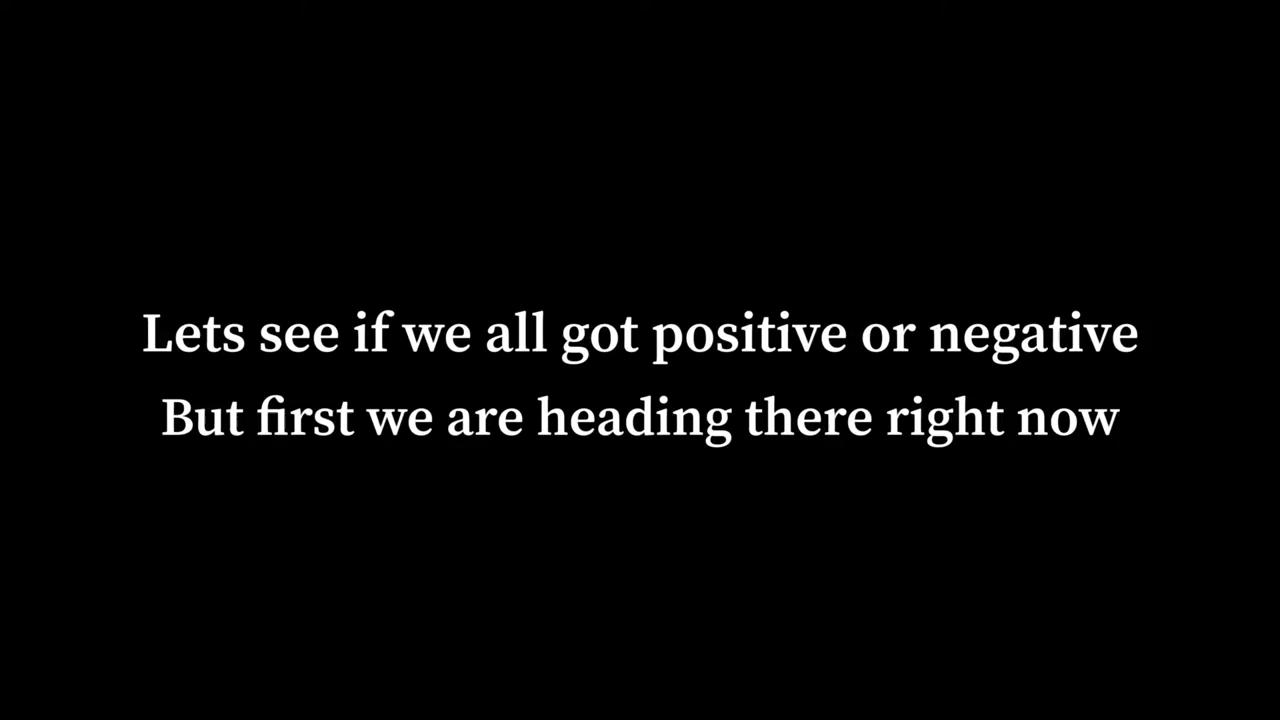 Lets see if we all got positive or negative
But first we are heading there right now